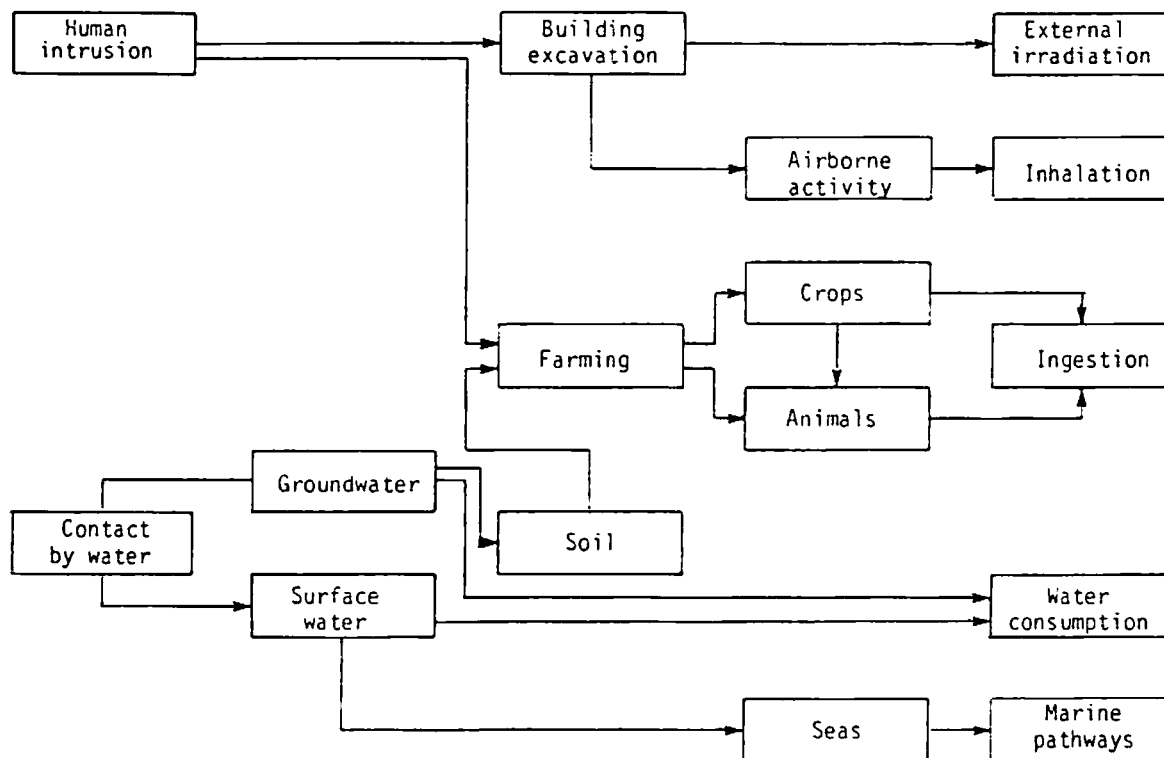 Human
intrusion
Building
excavation
External
irradiation
Airborne
activity
Inhalation
Crops
Farming
Ingestion
Animals
Groundwater
Contact
by water
Soil
Surface
water
Water
consumption
Seas
Marine
pathways